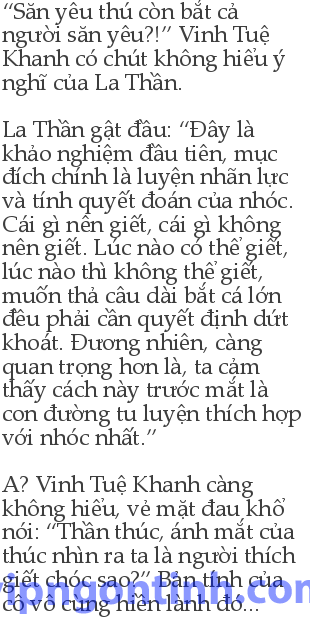 “Săn yêu thú còn bắt cả
người săn yêu?!” Vinh Tuệ
Khanh có chút không hiểu ý
nghĩ của La Thần.
La Thần gật đầu: “Đây là
khảo nghiệm đầu tiên, mục
đích chính là luyện nhãn lực
và tính quyết đoán của nhóc.
Cái gì nên giết, cái gì không
nên giết. Lúc nào có thể giết,
lúc nào thì không thể giết,
muốn thả câu dài bắt cá lớn
đều phải cần quyết định dứt
khoát. Đương nhiên, càng
quan trọng hơn là, ta cảm
thấy cách này trước mắt là
con đường tu luyện thích hợp
với nhóc nhất.”
A? Vinh Tuệ Khanh càng
không hiểu, vẻ mặt đau khổ
nói: “Thần thúc, ánh mắt của
thúc nhìn ra ta là người thích
giết chóc sao?” Bản tính của
cô vô cùng hiền lành đó...